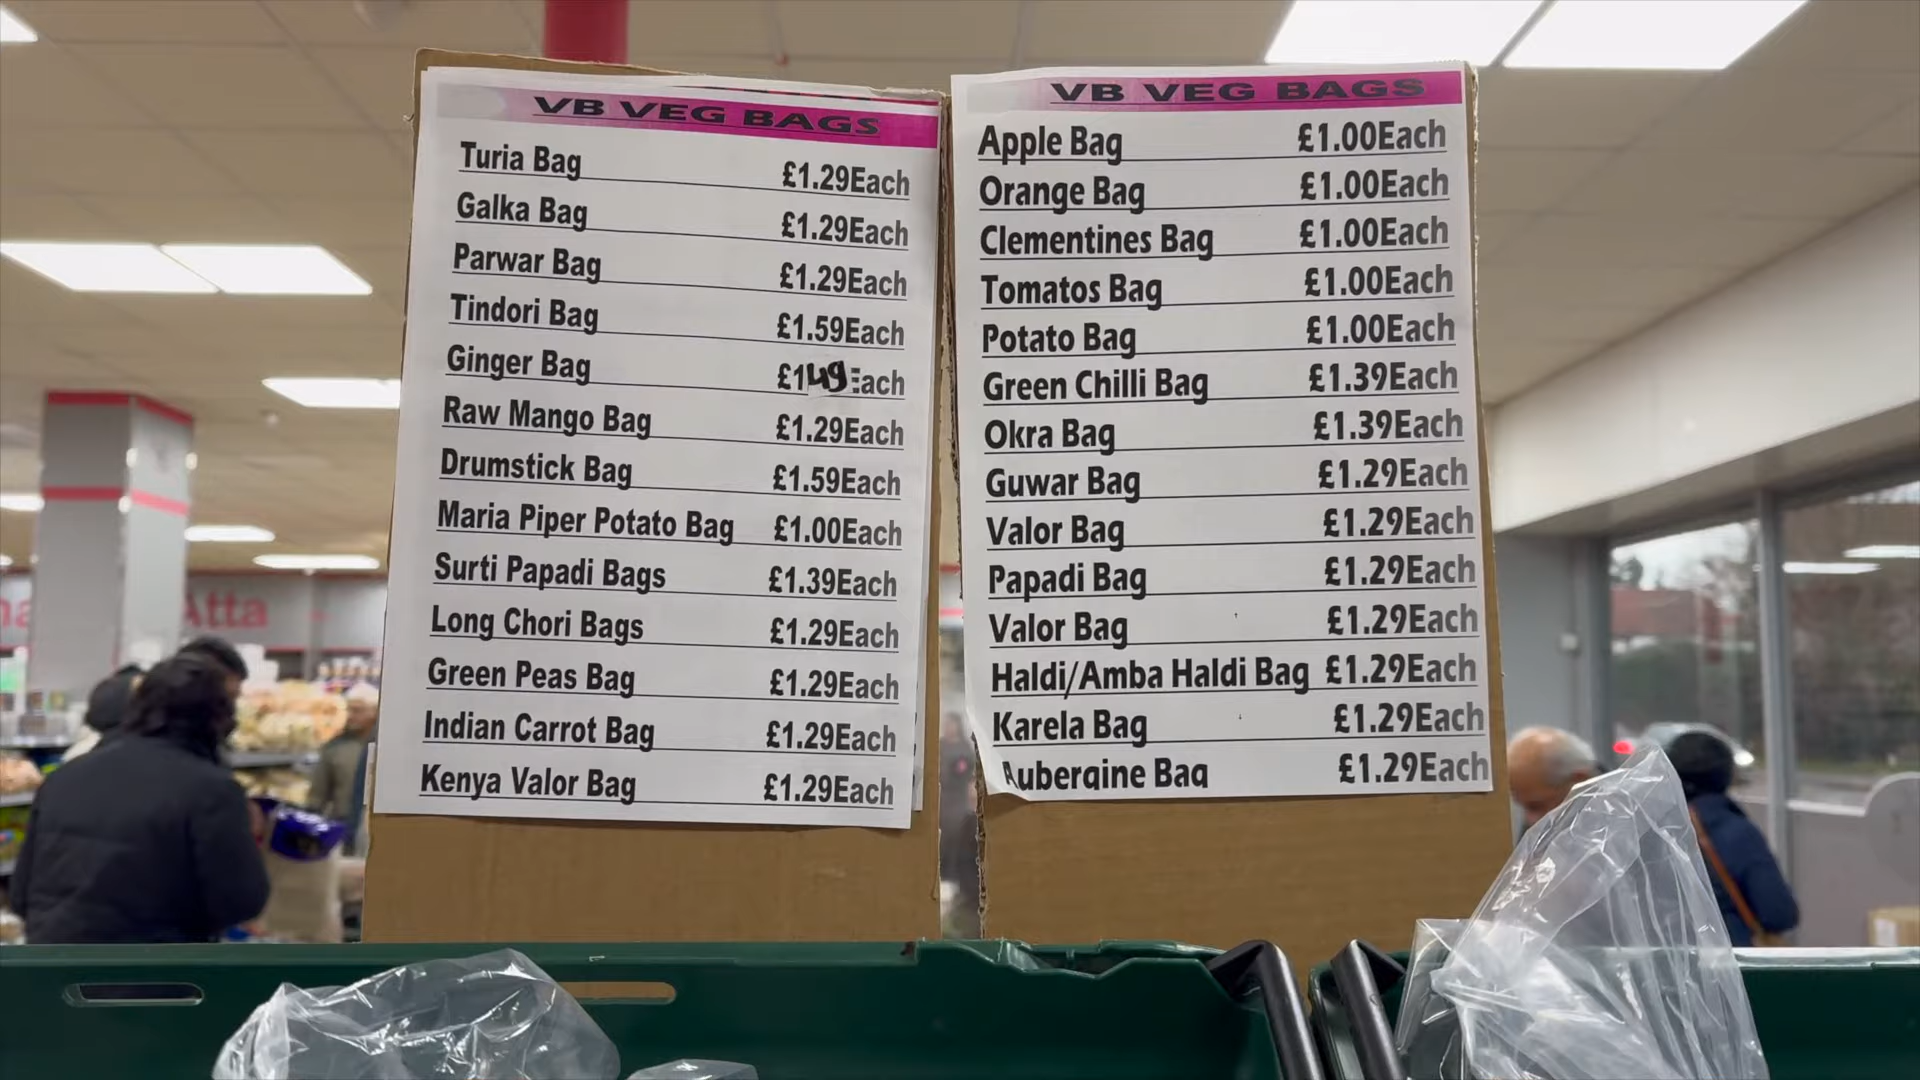 VB VEG BAGS
Turia Bag £1.29Each
Galka Bag £1.29Each
Parwar Bag £1.29Each
Tindori Bag £1.59Each
Ginger Bag £149 Each
Raw Mango Bag £1.29Each
Drumstick Bag £1.59Each
Maria Piper Potato Bag £1.00Each
Surti Papadi Bags £1.39Each
Long Chori Bags £1.29Each
Green Peas Bag £1.29Each
Indian Carrot Bag £1.29Each
Kenya Valor Bag £1.29Each
VB VEG BAGS
Apple Bag £1.00Each
Orange Bag £1.00Each
Clementines Bag £1.00Each
Tomatos Bag £1.00Each
Potato Bag £1.00Each
Green Chilli Bag £1.39Each
Okra Bag £1.39Each
Guwar Bag £1.29Each
Valor Bag £1.29Each
Papadi Bag £1.29Each
Valor Bag £1.29Each
Haldi/Amba Haldi Bag £1.29Each
Karela Bag £1.29Each
Aubergine Bag £1.29Each
Atta